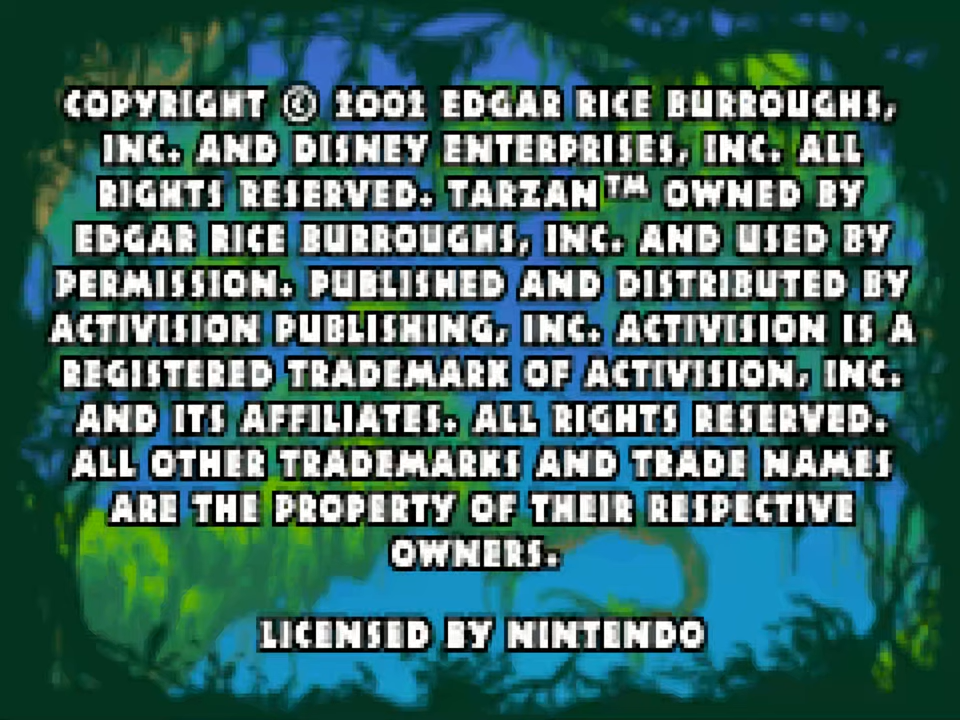 COPYRIGHT © 2002 EDGAR RICE BURROUGHS,
INC. AND DISNEY ENTERPRISES, INC. ALL
RIGHTS RESERVED. TARZAN™ OWNED BY
EDGAR RICE BURROUGHS, INC. AND USED BY
PERMISSION. PUBLISHED AND DISTRIBUTED BY
ACTIVISION PUBLISHING, INC. ACTIVISION IS A
REGISTERED TRADEMARK OF ACTIVISION, INC.
AND ITS AFFILIATES. ALL RIGHTS RESERVED.
ALL OTHER TRADEMARKS AND TRADE NAMES
ARE THE PROPERTY OF THEIR RESPECTIVE
OWNERS.
LICENSED BY NINTENDO